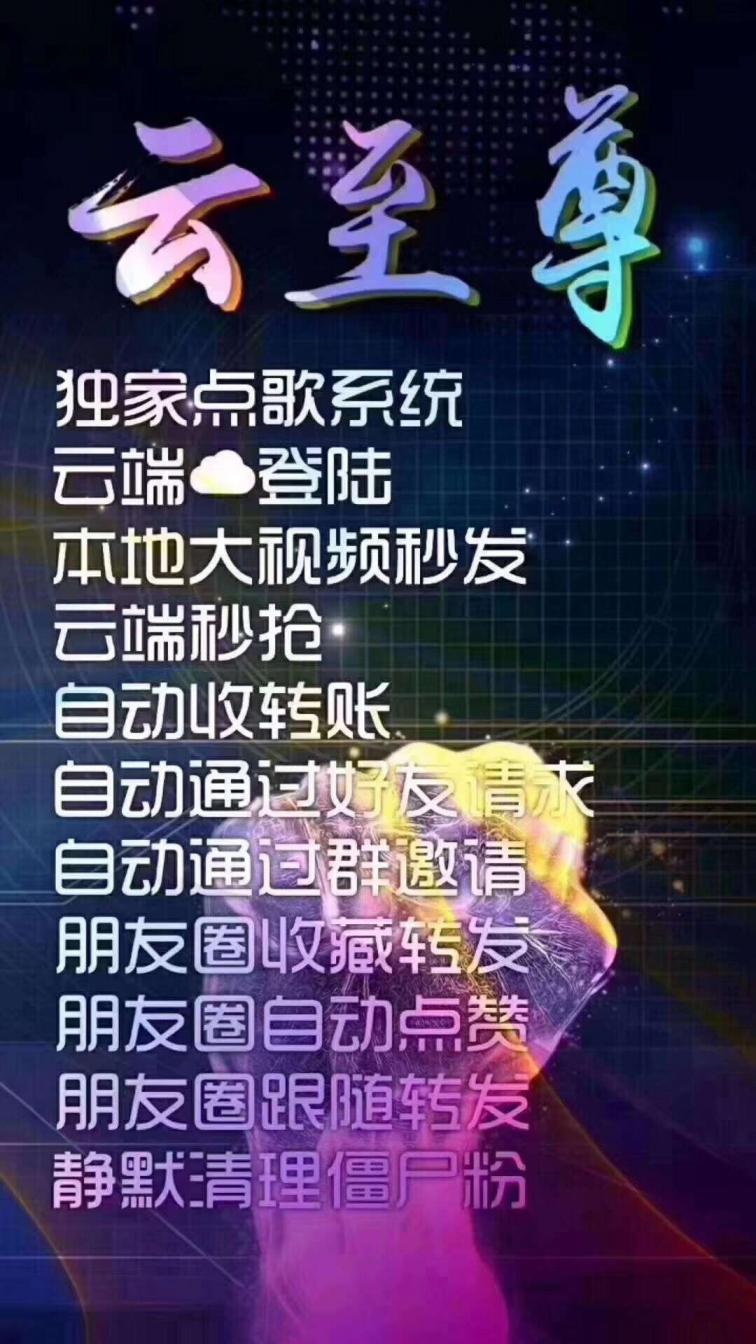 云至尊
独家点歌系统
云端☁登陆
本地大视频秒发
云端秒抢
自动收转账
自动通过好友请求
自动通过群邀请
朋友圈收藏转发
朋友圈自动点赞
朋友圈跟随转发
静默清理僵尸粉